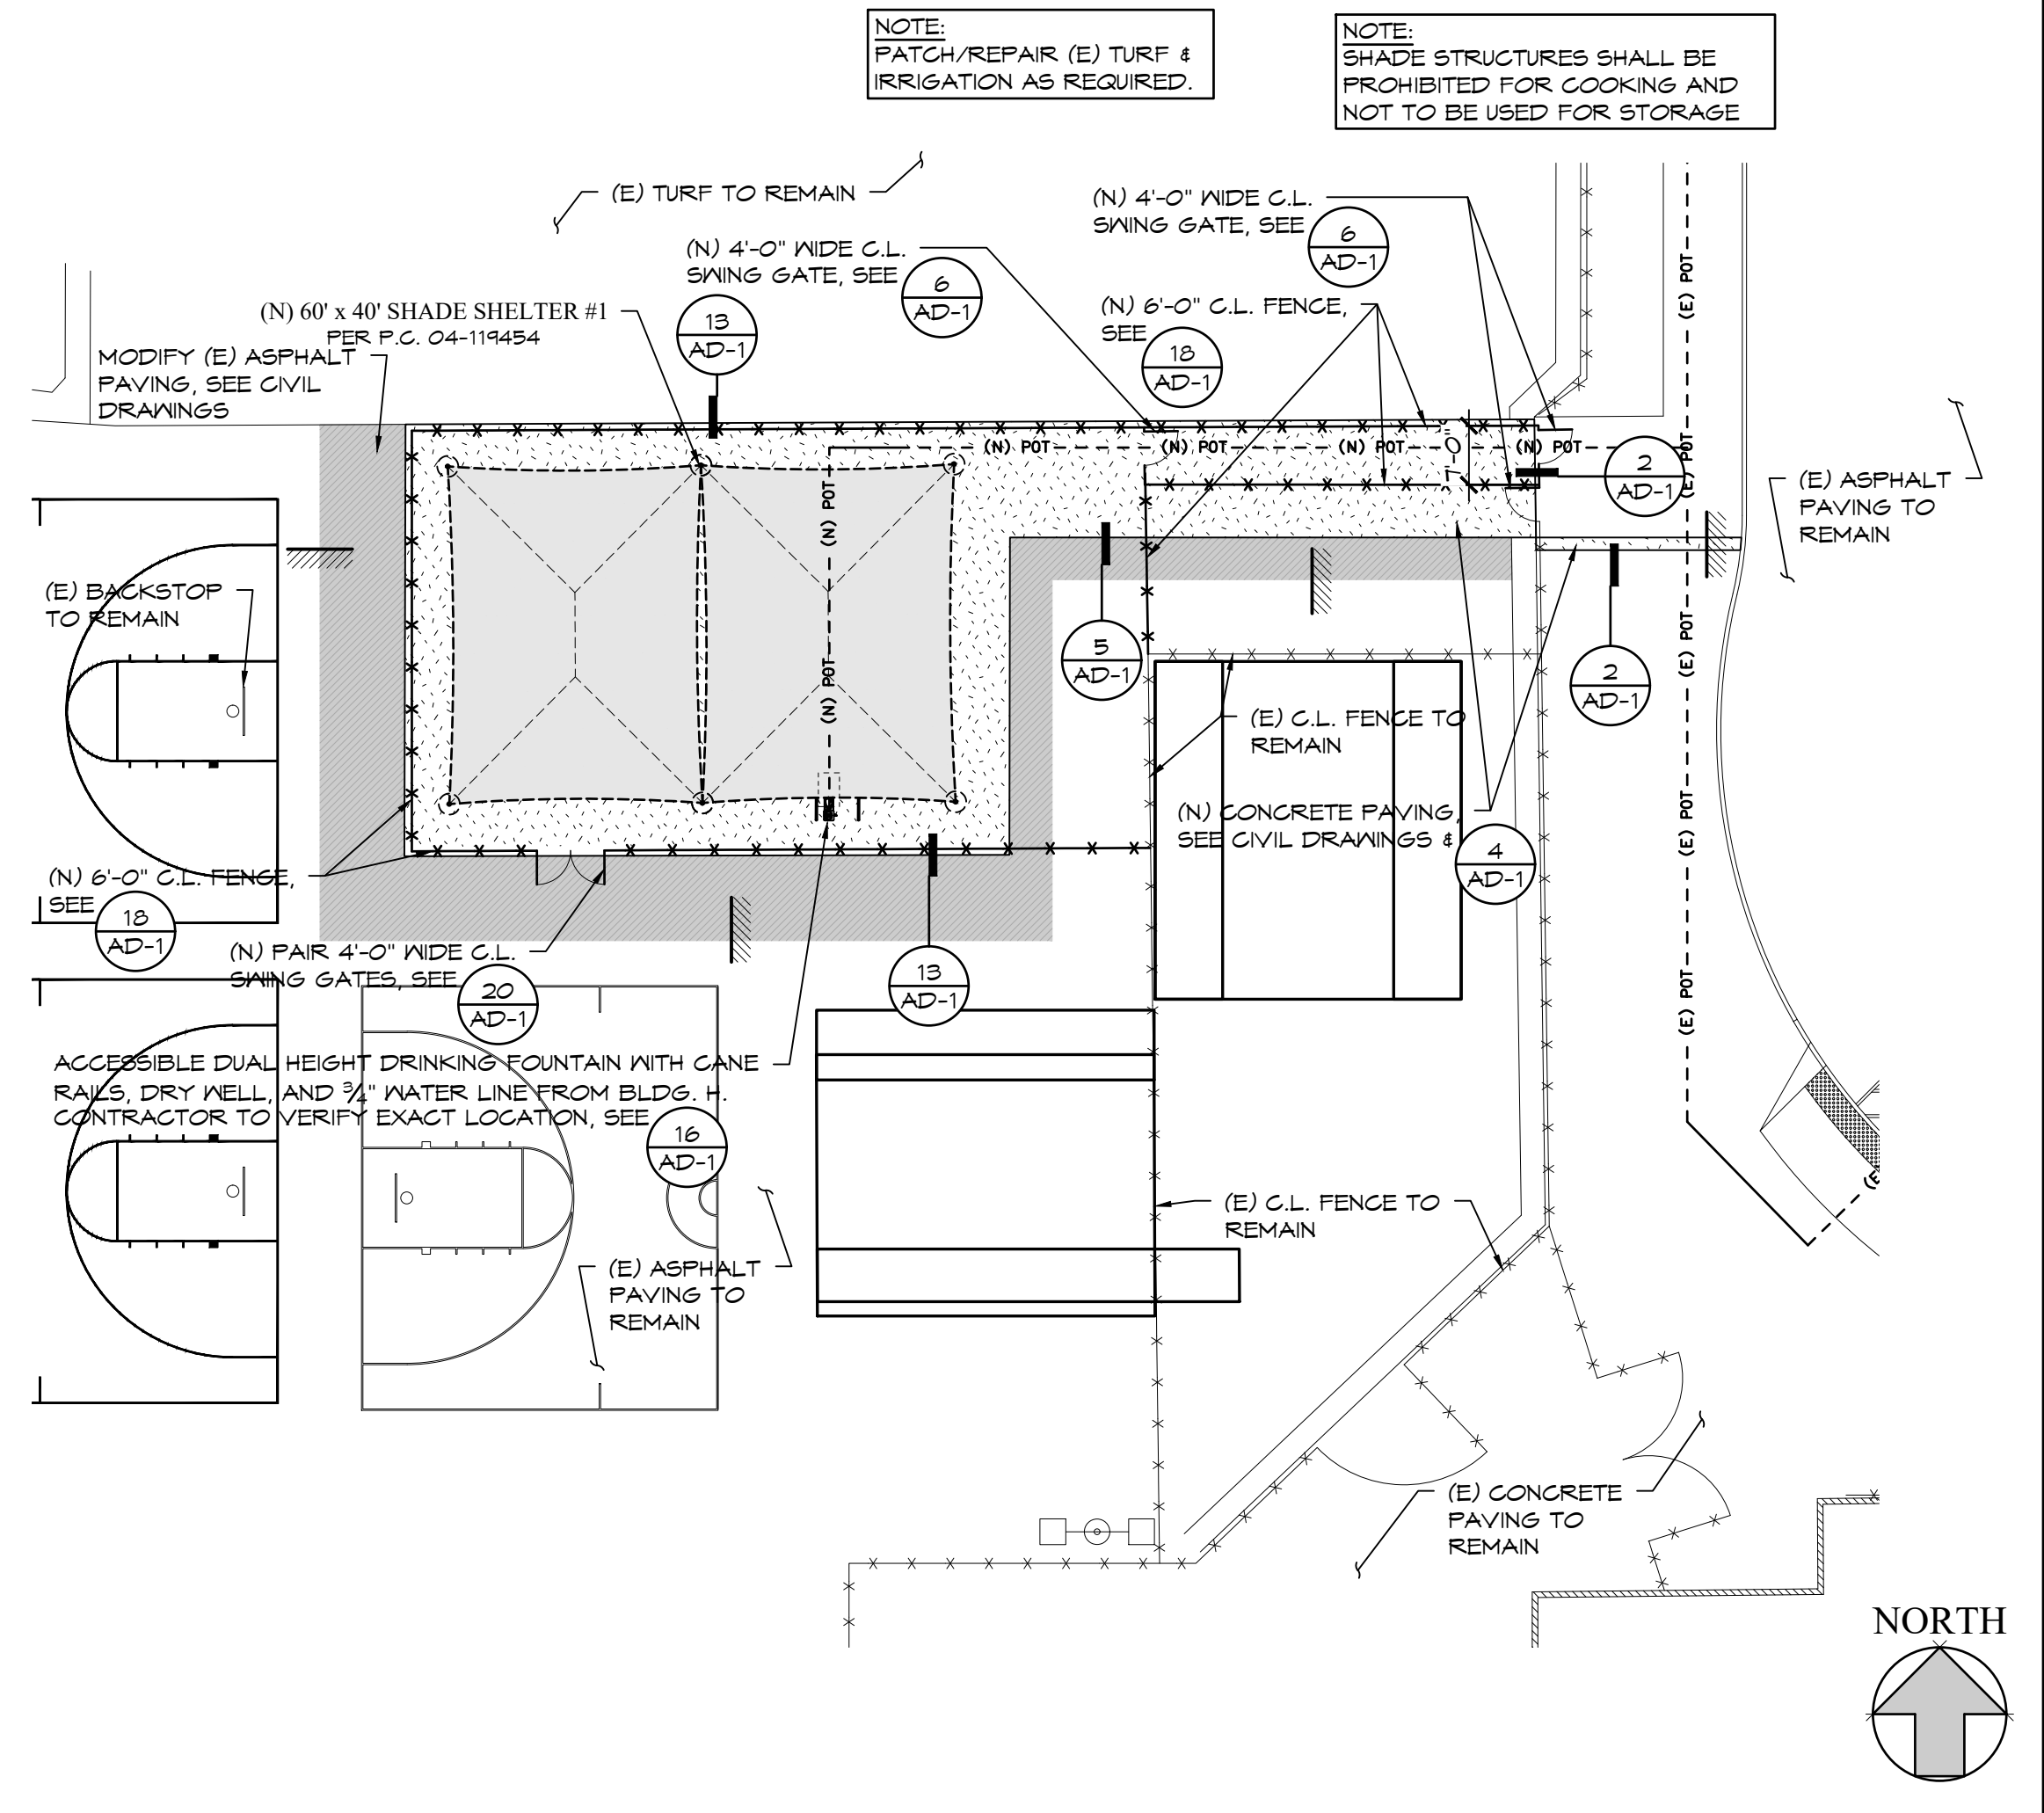 NOTE:
PATCH/REPAIR (E) TURF &
IRRIGATION AS REQUIRED.
NOTE:
SHADE STRUCTURES SHALL BE
PROHIBITED FOR COOKING AND
NOT TO BE USED FOR STORAGE
(E) TURF TO REMAIN
(N) 4'-0" WIDE C.L.
SWING GATE, SEE
6
AD-1
(N) 4'-0" WIDE C.L.
SWING GATE, SEE
6
AD-1
(N) 60' x 40' SHADE SHELTER #1
PER P.C. 04-119454
13
AD-1
(N) 6'-0" C.L. FENCE,
SEE
18
AD-1
MODIFY (E) ASPHALT
PAVING, SEE CIVIL
DRAWINGS
(E) POT
(N) POT
(N) POT
(N) POT
(N) POT
7'-0"
(E) POT
2
AD-1
(E) ASPHALT
PAVING TO
REMAIN
(N) POT
(N) POT
(E) BACKSTOP
TO REMAIN
5
AD-1
(E) POT
2
AD-1
(E) C.L. FENCE TO
REMAIN
(N) CONCRETE PAVING,
SEE CIVIL DRAWINGS &
4
AD-1
(E) POT
(N) 6'-0" C.L. FENCE,
SEE
18
AD-1
(N) PAIR 4'-0" WIDE C.L.
SWING GATES, SEE
20
AD-1
13
AD-1
(E) POT
ACCESSIBLE DUAL HEIGHT DRINKING FOUNTAIN WITH CANE
RAILS, DRY WELL, AND ¾" WATER LINE FROM BLDG. H.
CONTRACTOR TO VERIFY EXACT LOCATION, SEE
16
AD-1
(E
(E) C.L. FENCE TO
REMAIN
(E) ASPHALT
PAVING TO
REMAIN
(E) CONCRETE
PAVING TO
REMAIN
NORTH